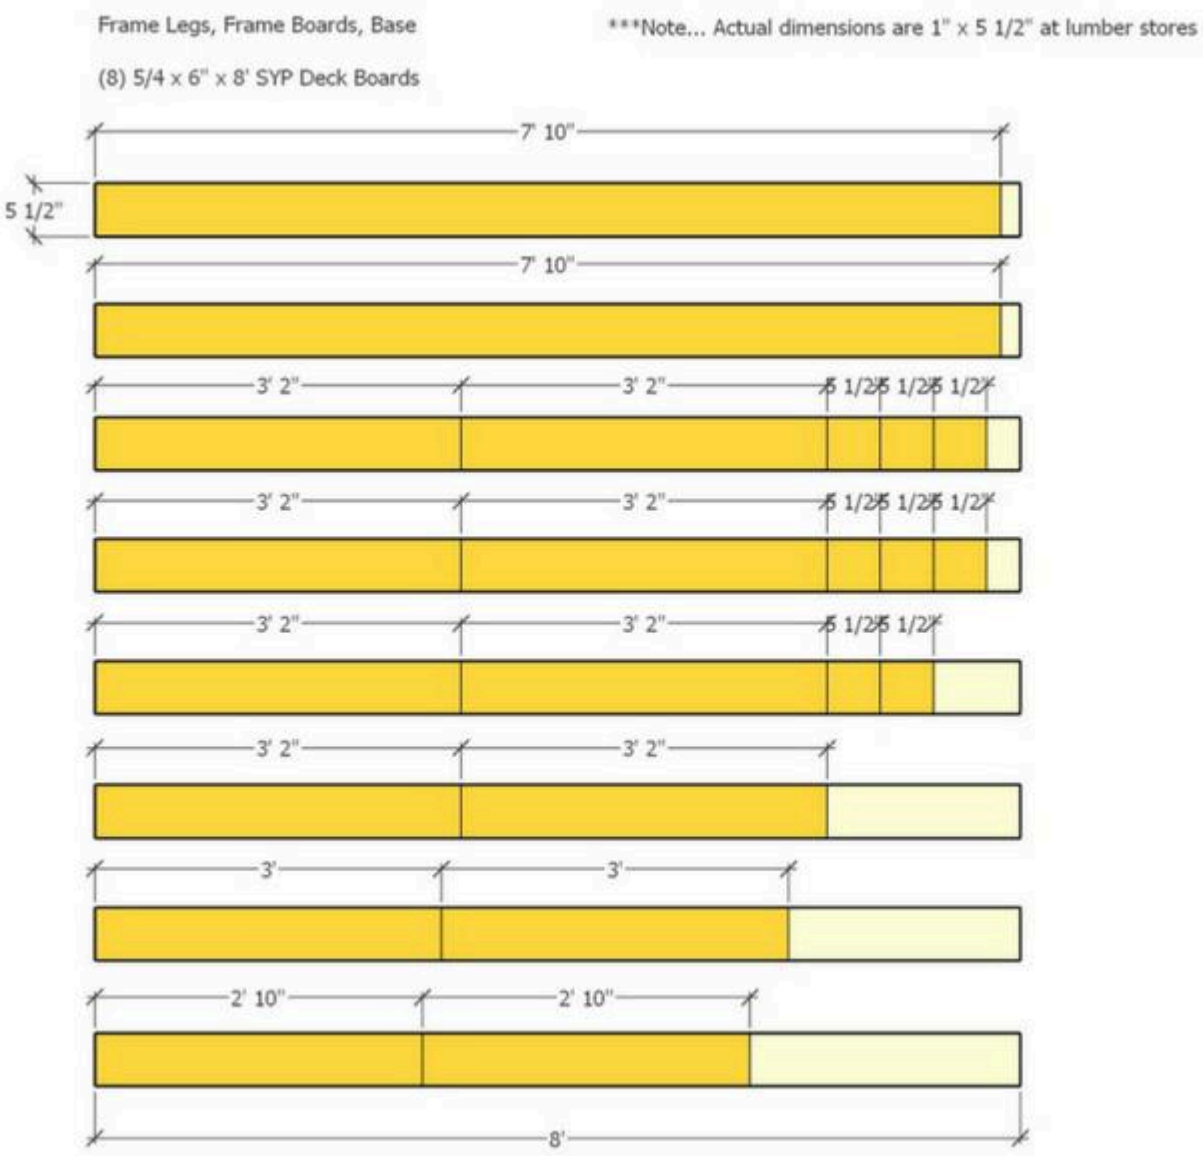 Frame Legs, Frame Boards, Base
***Note... Actual dimensions are 1" x 5 1/2" at lumber stores
(8) 5/4 x 6" x 8' SYP Deck Boards
7' 10"
5 1/2"
7' 10"
3' 2" 3' 2" 5 1/2" 5 1/2" 5 1/2"
3' 2" 3' 2" 5 1/2" 5 1/2" 5 1/2"
3' 2" 3' 2" 5 1/2" 5 1/2"
3' 2" 3' 2"
3' 3'
2' 10" 2' 10"
8'